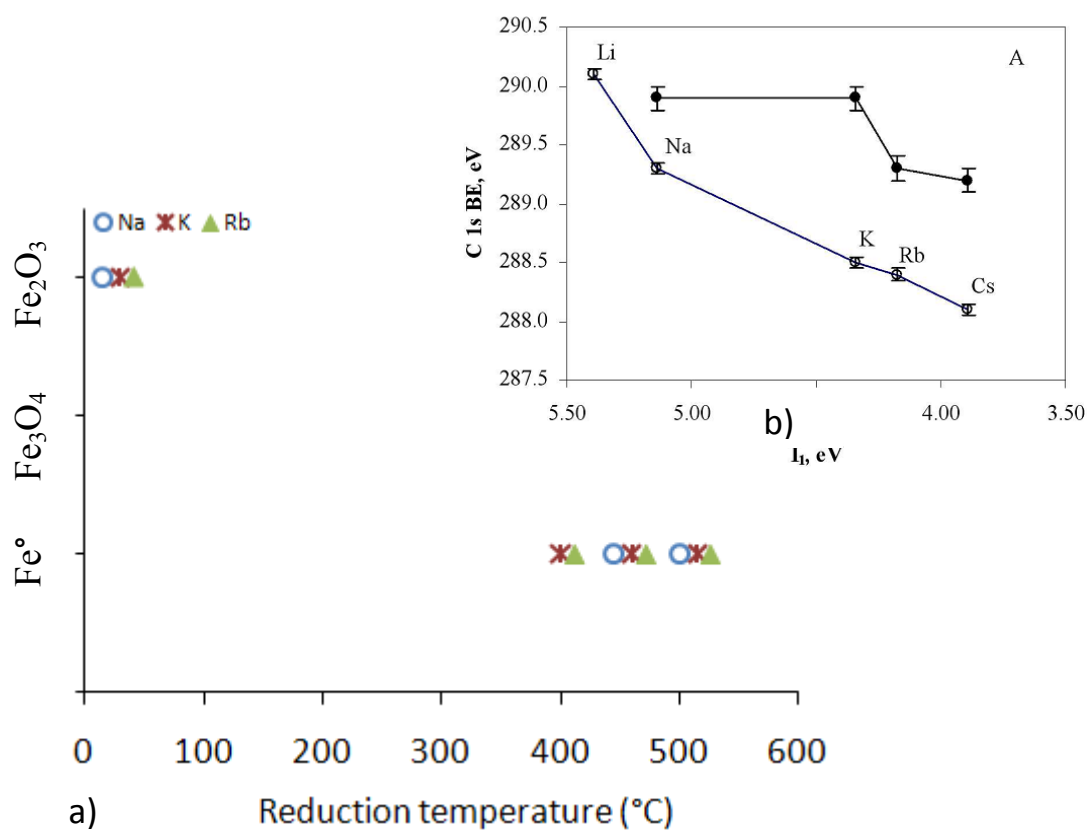 290.5
290.0
289.5
289.0
288.5
288.0
287.5
C 1s BE, eV
Li
Na
K
Rb
Cs
A
5.50 5.00 4.00 3.50
b)
I₁, eV
Na K Rb
Fe₂O₃
Fe₃O₄
Fe°
0 100 200 300 400 500 600
a) Reduction temperature (°C)